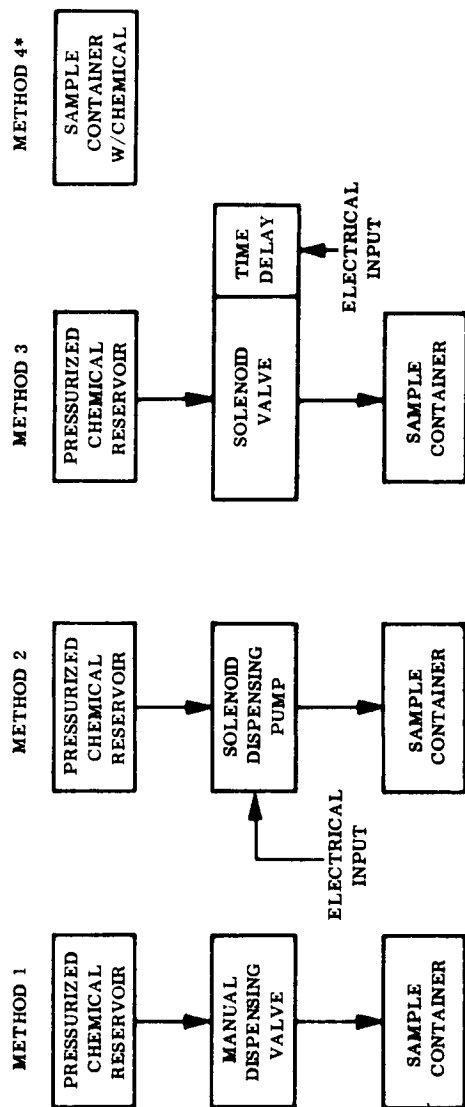 METHOD 1
PRESSURIZED
CHEMICAL
RESERVOIR
MANUAL
DISPENSING
VALVE
SAMPLE
CONTAINER
METHOD 2
PRESSURIZED
CHEMICAL
RESERVOIR
SOLENOID
DISPENSING
PUMP
ELECTRICAL
INPUT
SAMPLE
CONTAINER
METHOD 3
PRESSURIZED
CHEMICAL
RESERVOIR
SOLENOID
VALVE
TIME
DELAY
ELECTRICAL
INPUT
SAMPLE
CONTAINER
METHOD 4*
SAMPLE
CONTAINER
W/CHEMICAL